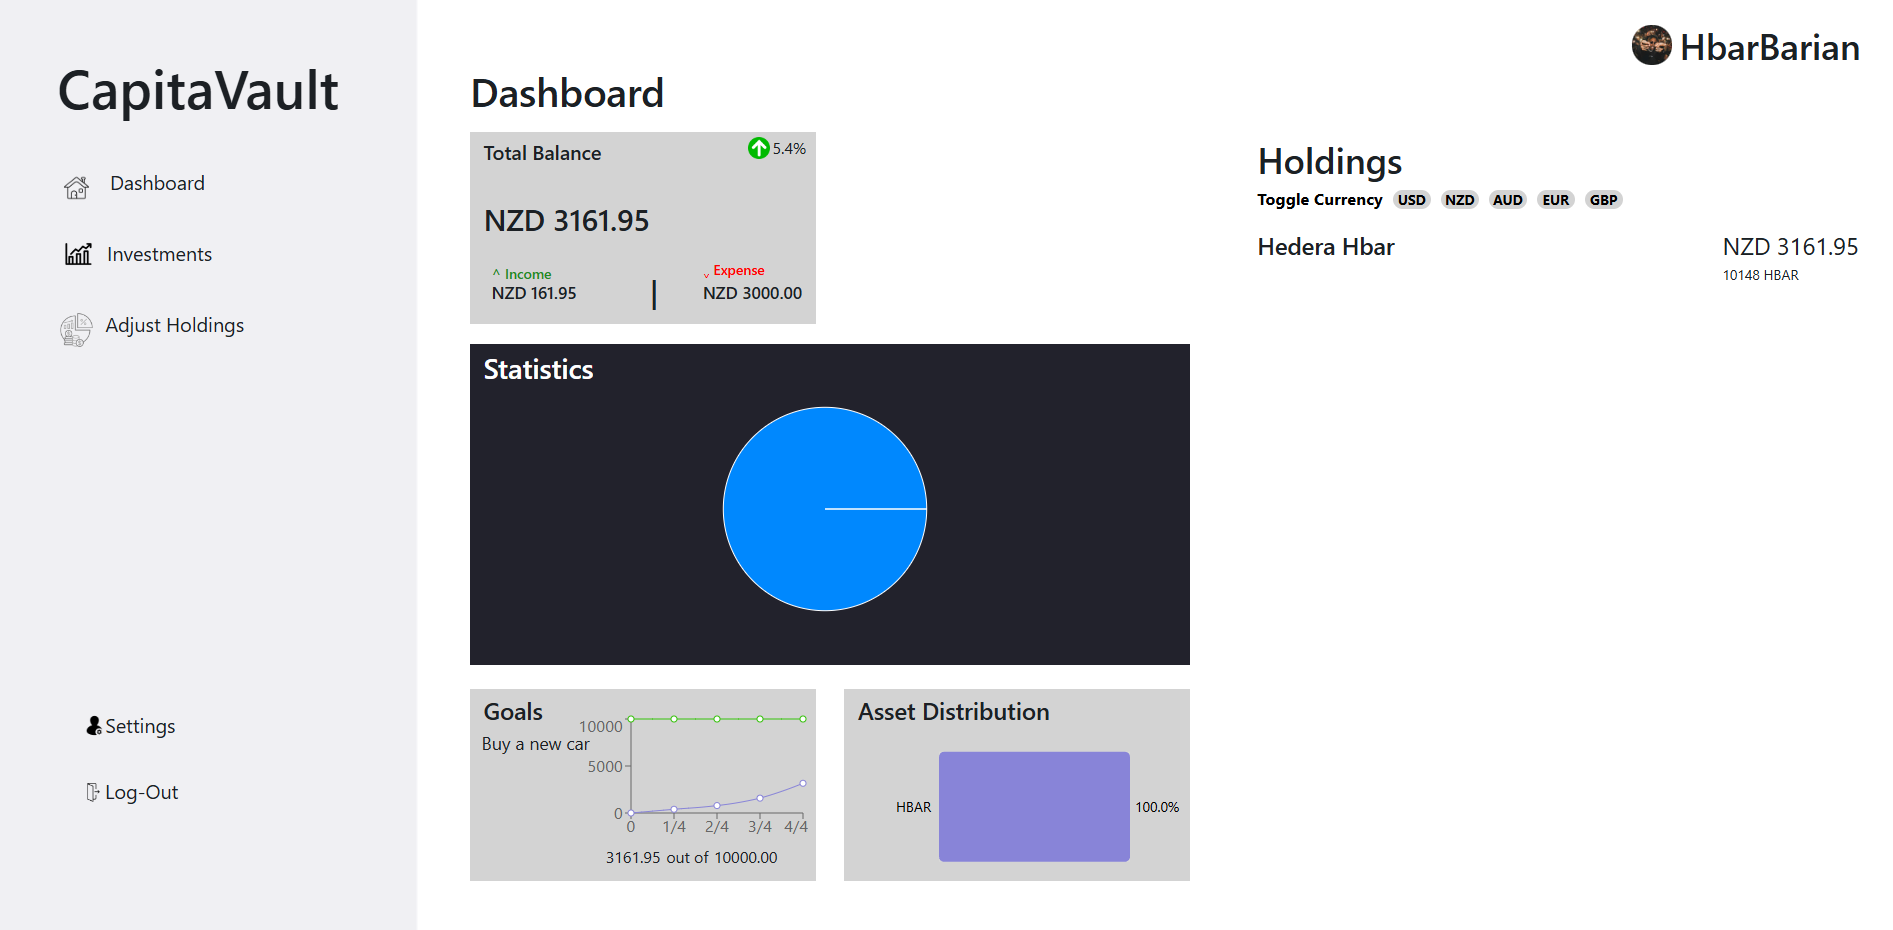 CapitaVault
Dashboard
Investments
Adjust Holdings
Settings
Log-Out
HbarBarian
Dashboard
Total Balance
5.4%
NZD 3161.95
^ Income
NZD 161.95
|
˅ Expense
NZD 3000.00
Statistics
Goals
Buy a new car
10000
5000
0
0 1/4 2/4 3/4 4/4
3161.95 out of 10000.00
Asset Distribution
HBAR
100.0%
Holdings
Toggle Currency USD NZD AUD EUR GBP
Hedera Hbar
NZD 3161.95
10148 HBAR